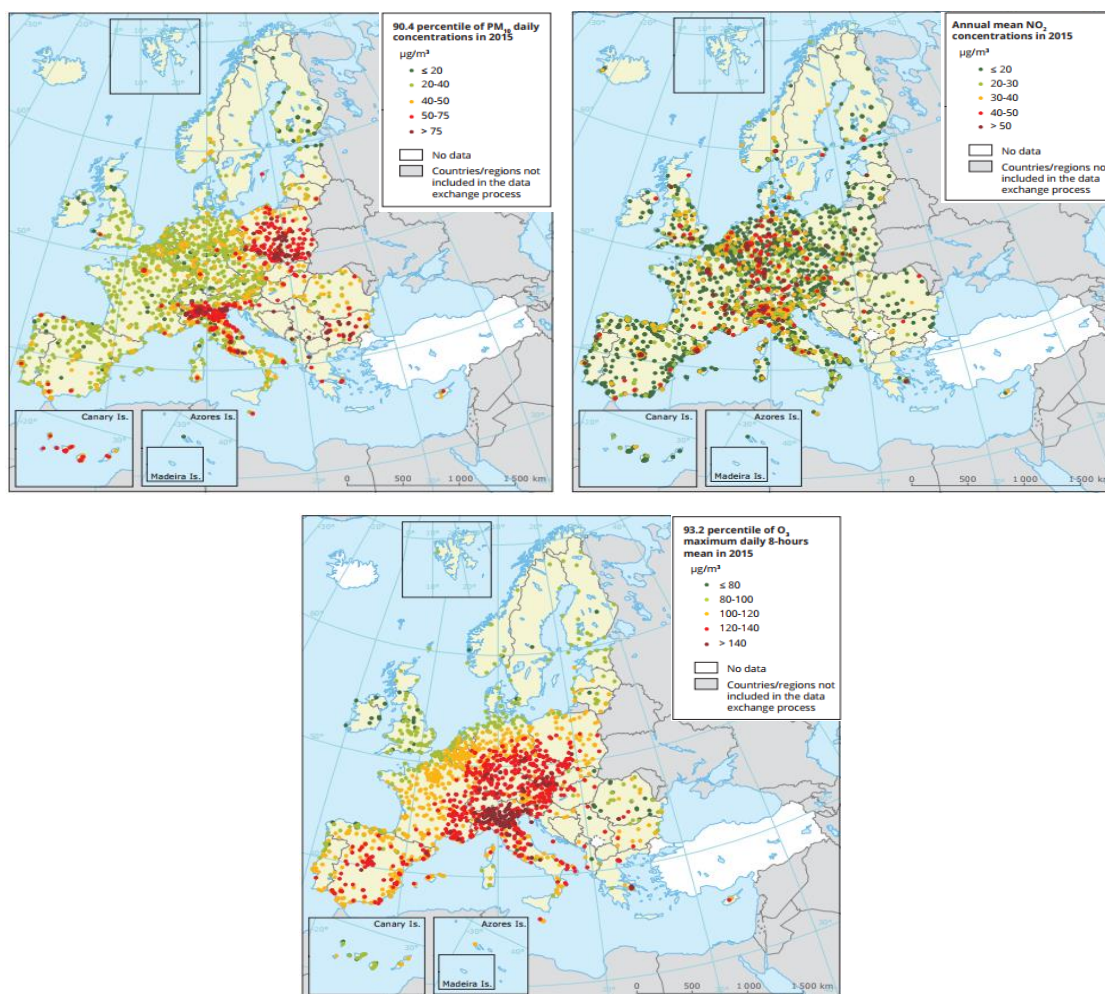 90.4 percentile of PM₁₀ daily
concentrations in 2015
µg/m³
≤ 20
20-40
40-50
50-75
> 75
No data
Countries/regions not
included in the data
exchange process
Canary Is.
30°
Azores Is.
Madeira Is.
0 500 1 000 1 500 km
Annual mean NO₂
concentrations in 2015
µg/m³
≤ 20
20-30
30-40
40-50
> 50
No data
Countries/regions not
included in the data
exchange process
Canary Is.
30°
Azores Is.
Madeira Is.
0 500 1 000 1 500 km
93.2 percentile of O₃
maximum daily 8-hours
mean in 2015
µg/m³
≤ 80
80-100
100-120
120-140
> 140
No data
Countries/regions not
included in the data
exchange process
Canary Is.
30°
Azores Is.
Madeira Is.
0 500 1 000 1 500 km